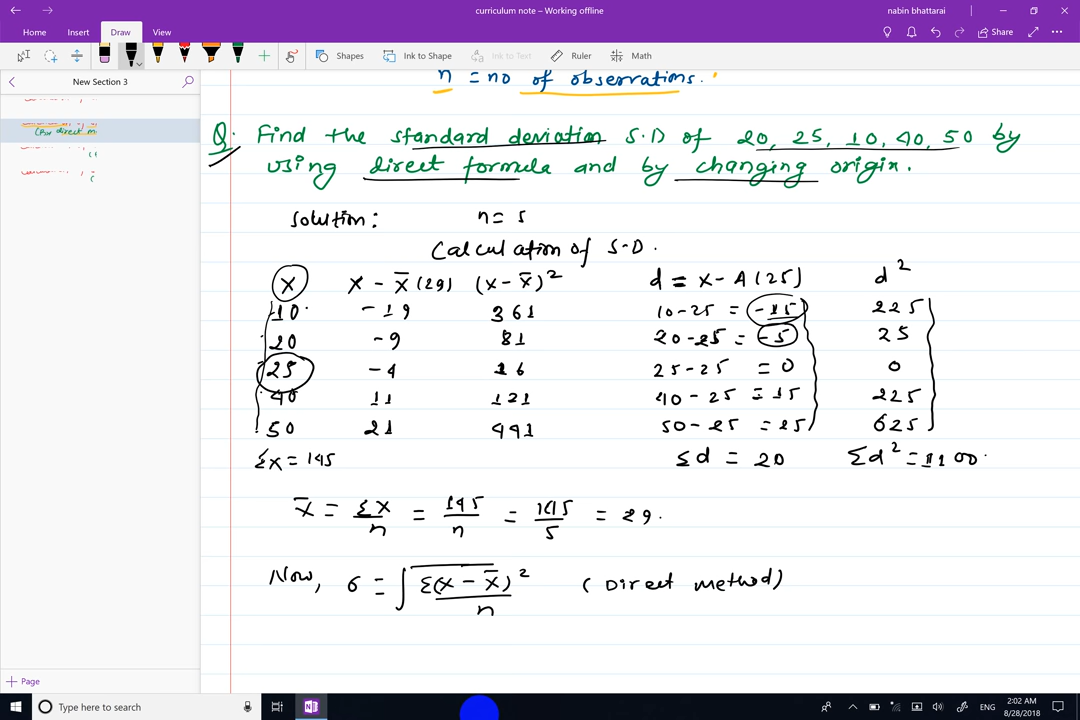 curriculum note – Working offline
nabin bhattarai
Home Insert Draw View
Share
Shapes Ink to Shape Ink to Text Ruler Math
New Section 3
n = no of observations.
Q. Find the standard deviation S.D of 20, 25, 10, 40, 50 by
using direct formula and by changing origin.
Solution: n = 5
Calculation of S.D.
X X - X̄ (29) (X - X̄)² d = X - A (25) d²
10 -19 361 10-25 = -15 225
20 -9 81 20-25 = -5 25
25 -4 16 25-25 = 0 0
40 11 121 40-25 = 15 225
50 21 441 50-25 = 25 625
Σx = 145 Σd = 20 Σd² = 1100
X̄ = Σx/n = 145/n = 145/5 = 29.
Now, σ = √Σ(X - X̄)²/n (Direct method)
+ Page
Type here to search
ENG
2:02 AM
8/28/2018